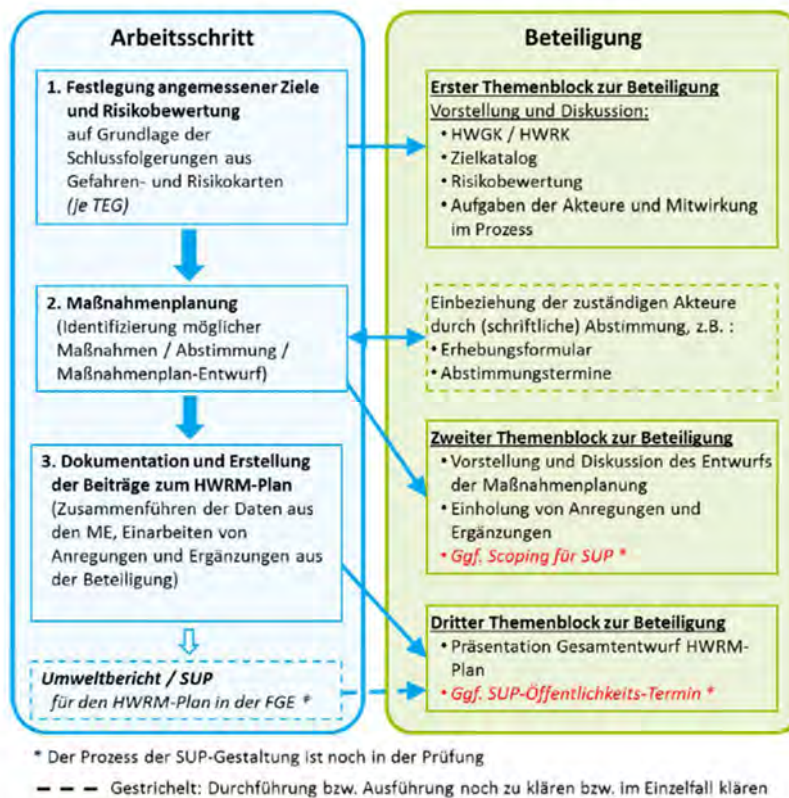 Arbeitsschritt
1. Festlegung angemessener Ziele
und Risikobewertung
auf Grundlage der
Schlussfolgerungen aus
Gefahren- und Risikokarten
(je TEG)
2. Maßnahmenplanung
(Identifizierung möglicher
Maßnahmen / Abstimmung /
Maßnahmenplan-Entwurf)
3. Dokumentation und Erstellung
der Beiträge zum HWRM-Plan
(Zusammenführen der Daten aus
den ME, Einarbeiten von
Anregungen und Ergänzungen aus
der Beteiligung)
Umweltbericht / SUP
für den HWRM-Plan in der FGE *
Beteiligung
Erster Themenblock zur Beteiligung
Vorstellung und Diskussion:
• HWGK / HWRK
• Zielkatalog
• Risikobewertung
• Aufgaben der Akteure und Mitwirkung
im Prozess
Einbeziehung der zuständigen Akteure
durch (schriftliche) Abstimmung, z.B. :
• Erhebungsformular
• Abstimmungstermine
Zweiter Themenblock zur Beteiligung
• Vorstellung und Diskussion des Entwurfs
der Maßnahmenplanung
• Einholung von Anregungen und
Ergänzungen
• Ggf. Scoping für SUP *
Dritter Themenblock zur Beteiligung
• Präsentation Gesamtentwurf HWRM-
Plan
• Ggf. SUP-Öffentlichkeits-Termin *
* Der Prozess der SUP-Gestaltung ist noch in der Prüfung
Gestrichelt: Durchführung bzw. Ausführung noch zu klären bzw. im Einzelfall klären